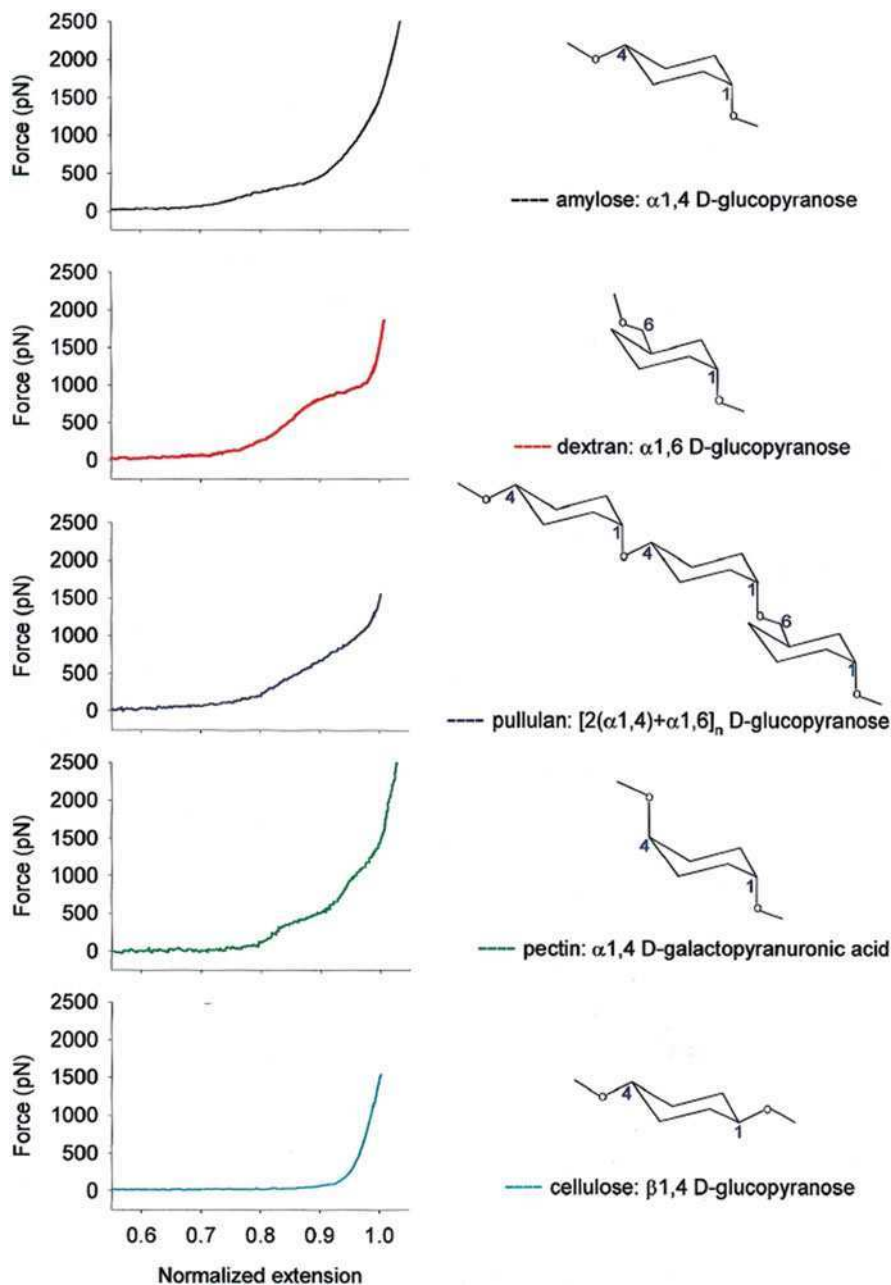 2500
2000
1500
1000
500
0
Force (pN)
O
4
1
O
amylose: α1,4 D-glucopyranose
2500
2000
1500
1000
500
0
Force (pN)
O
6
1
O
dextran: α1,6 D-glucopyranose
2500
2000
1500
1000
500
0
Force (pN)
O
4
1
O
4
1
O
6
1
O
pullulan: [2(α1,4)+α1,6]n D-glucopyranose
2500
2000
1500
1000
500
0
Force (pN)
O
4
1
O
pectin: α1,4 D-galactopyranuronic acid
2500
2000
1500
1000
500
0
Force (pN)
O
4
1
O
cellulose: β1,4 D-glucopyranose
0.6 0.7 0.8 0.9 1.0
Normalized extension